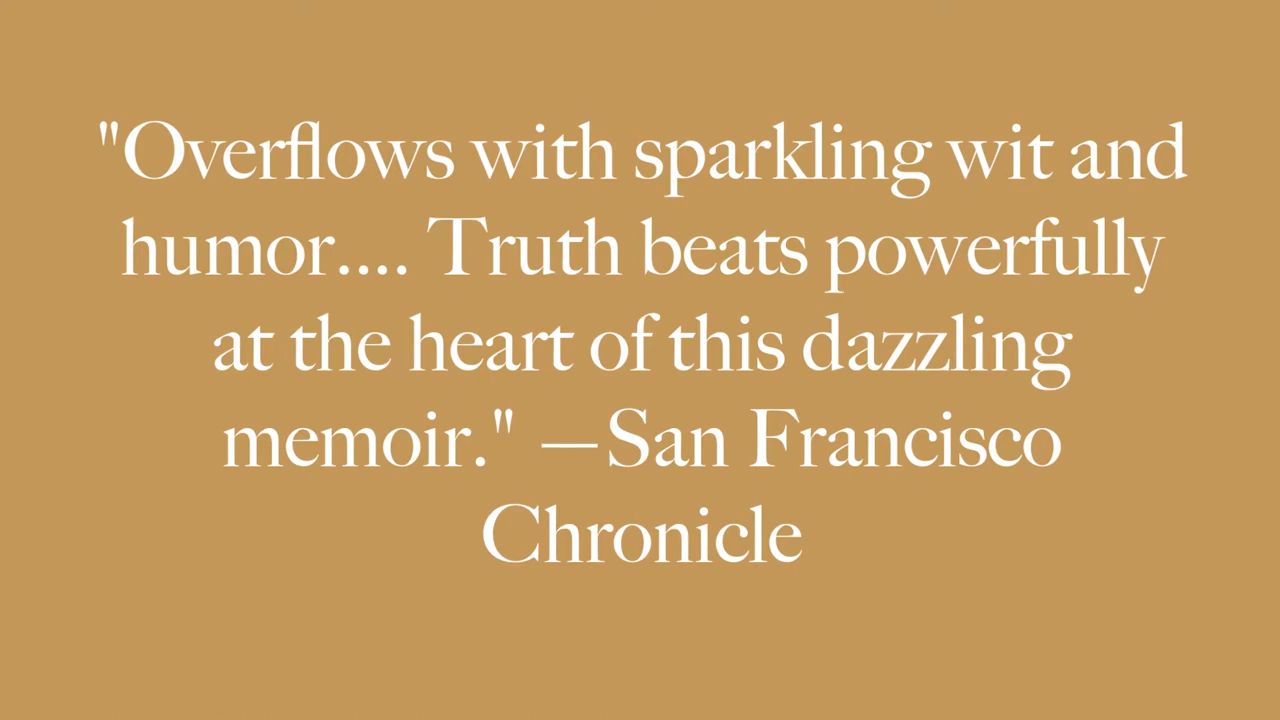 "Overflows with sparkling wit and
humor.... Truth beats powerfully
at the heart of this dazzling
memoir." —San Francisco
Chronicle